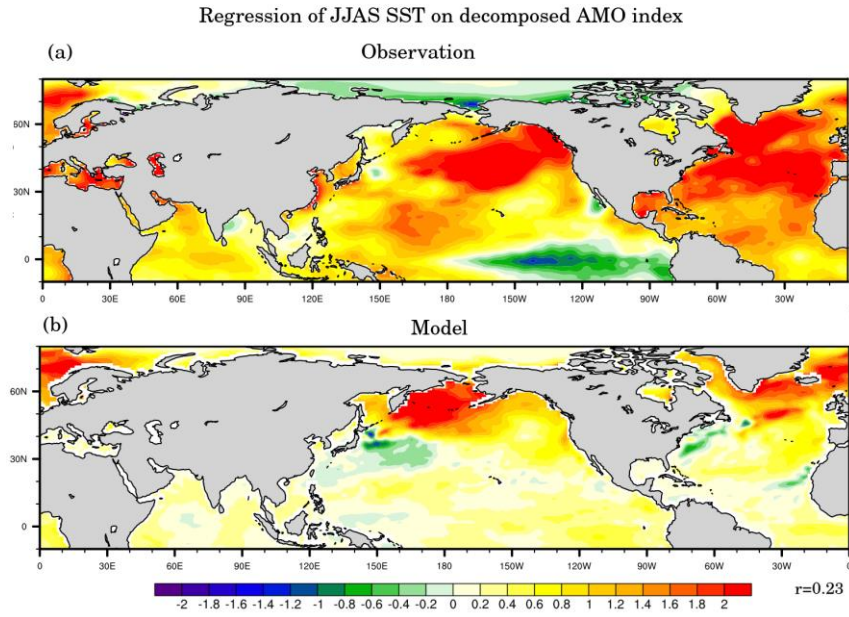 Regression of JJAS SST on decomposed AMO index
(a)
Observation
60N
30N
0
0 30E 60E 90E 120E 150E 180 150W 120W 90W 60W 30W 0
(b)
Model
60N
30N
0
0 30E 60E 90E 120E 150E 180 150W 120W 90W 60W 30W 0
-2 -1.8 -1.6 -1.4 -1.2 -1 -0.8 -0.6 -0.4 -0.2 0 0.2 0.4 0.6 0.8 1 1.2 1.4 1.6 1.8 2
r=0.23